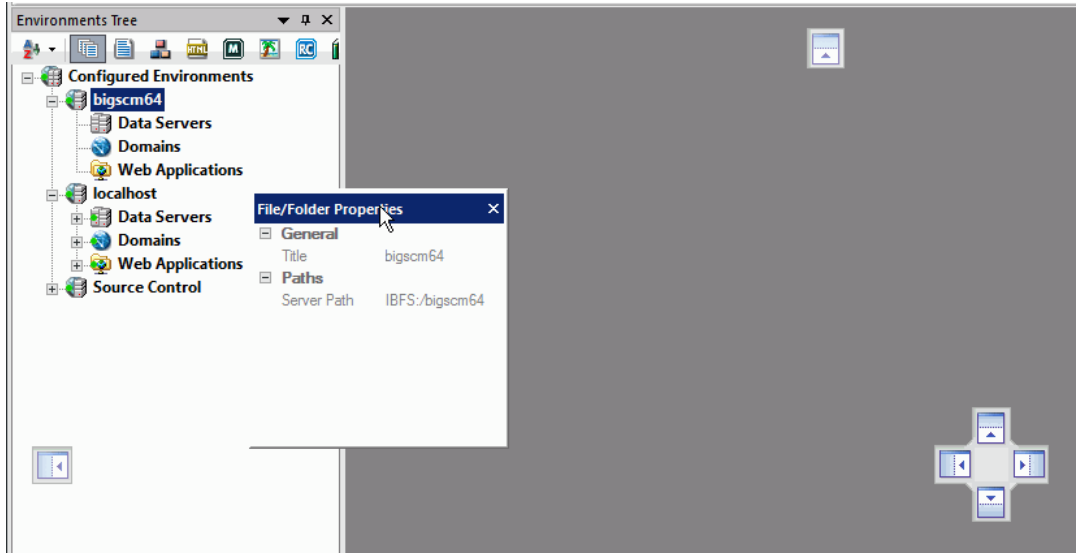 Environments Tree
HTML M RC
Configured Environments
bigscm64
Data Servers
Domains
Web Applications
localhost
Data Servers
Domains
Web Applications
Source Control
File/Folder Properties
General
Title bigscm64
Paths
Server Path IBFS:/bigscm64